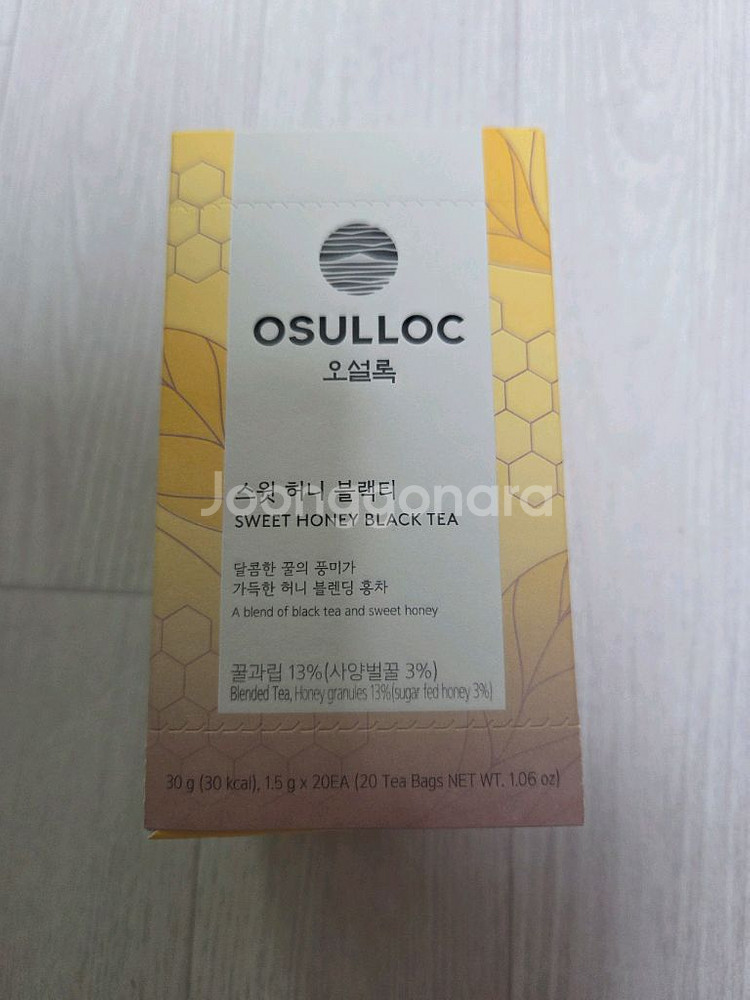 OSULLOC
오설록
스윗 허니 블랙티
Joonggonara
SWEET HONEY BLACK TEA
달콤한 꿀의 풍미가
가득한 허니 블렌딩 홍차
A blend of black tea and sweet honey
꿀과립 13%(사양벌꿀 3%)
Blended Tea, Honey granules 13%(sugar fed honey 3%)
30 g (30 kcal), 1.5 g x 20EA (20 Tea Bags NET WT. 1.06 oz)